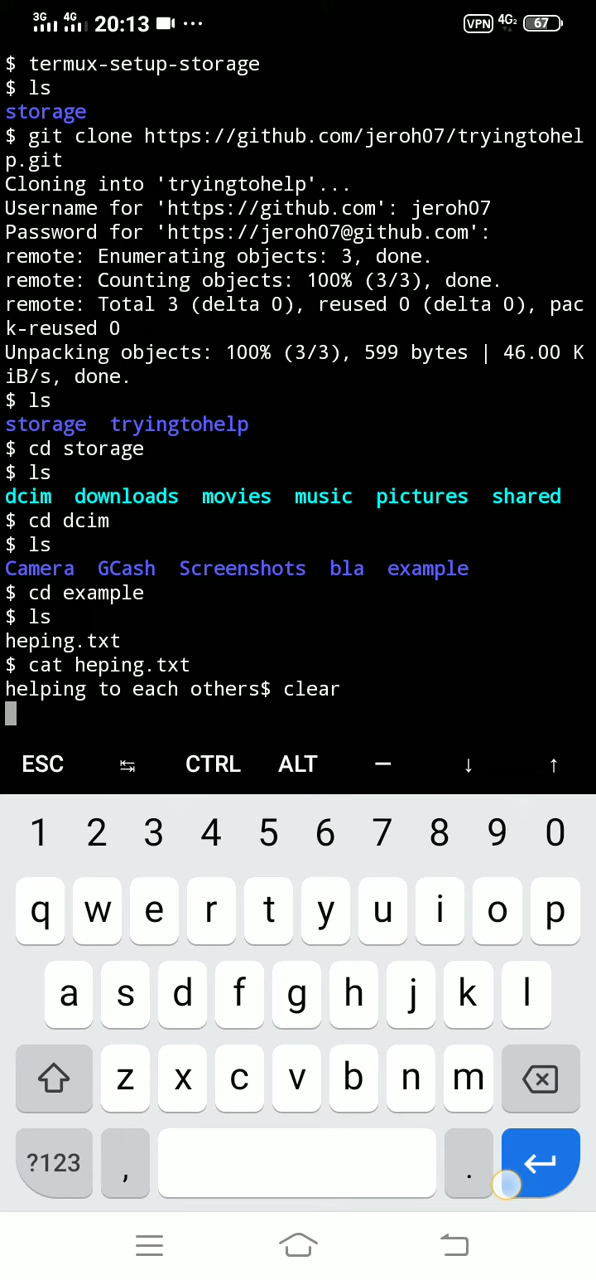 3G 4G 20:13 ··· VPN 4G2 67
$ termux-setup-storage
$ ls
storage
$ git clone https://github.com/jeroh07/tryingtohel
p.git
Cloning into 'tryingtohelp'...
Username for 'https://github.com': jeroh07
Password for 'https://jeroh07@github.com':
remote: Enumerating objects: 3, done.
remote: Counting objects: 100% (3/3), done.
remote: Total 3 (delta 0), reused 0 (delta 0), pac
k-reused 0
Unpacking objects: 100% (3/3), 599 bytes | 46.00 K
iB/s, done.
$ ls
storage  tryingtohelp
$ cd storage
$ ls
dcim  downloads  movies  music  pictures  shared
$ cd dcim
$ ls
Camera  GCash  Screenshots  bla  example
$ cd example
$ ls
heping.txt
$ cat heping.txt
helping to each others$ clear
ESC ↹ CTRL ALT — ↓ ↑
1 2 3 4 5 6 7 8 9 0
q w e r t y u i o p
a s d f g h j k l
z x c v b n m
?123 , .